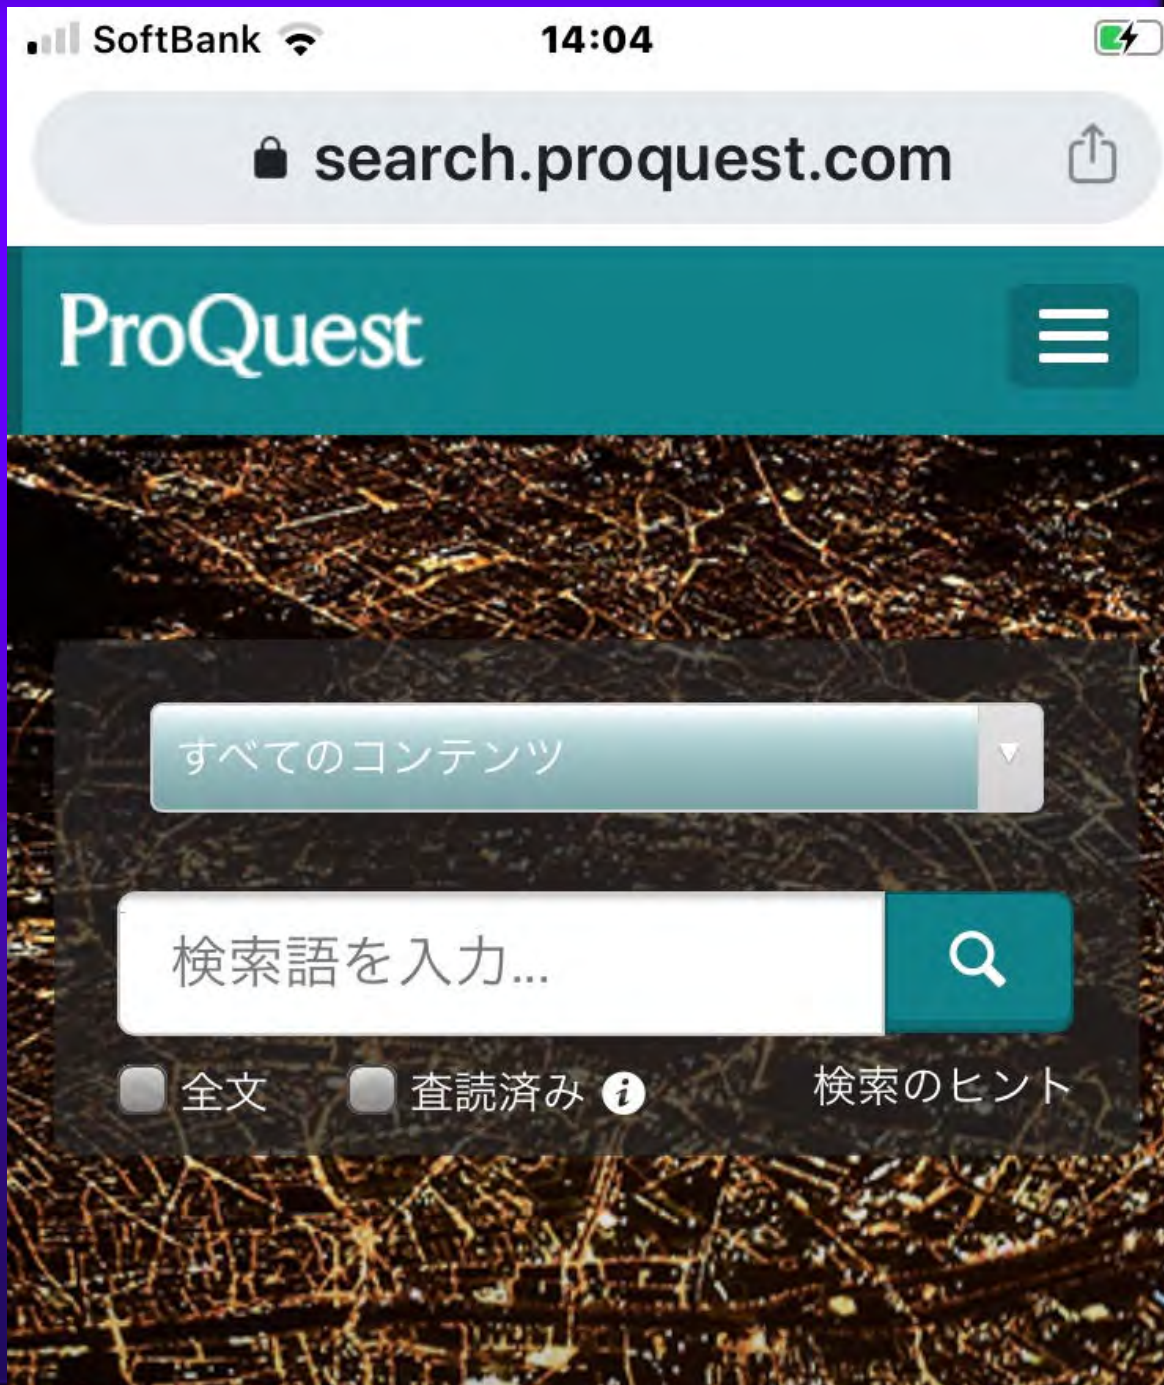 SoftBank 14:04
search.proquest.com
ProQuest
すべてのコンテンツ
検索語を入力...
全文 査読済み i 検索のヒント